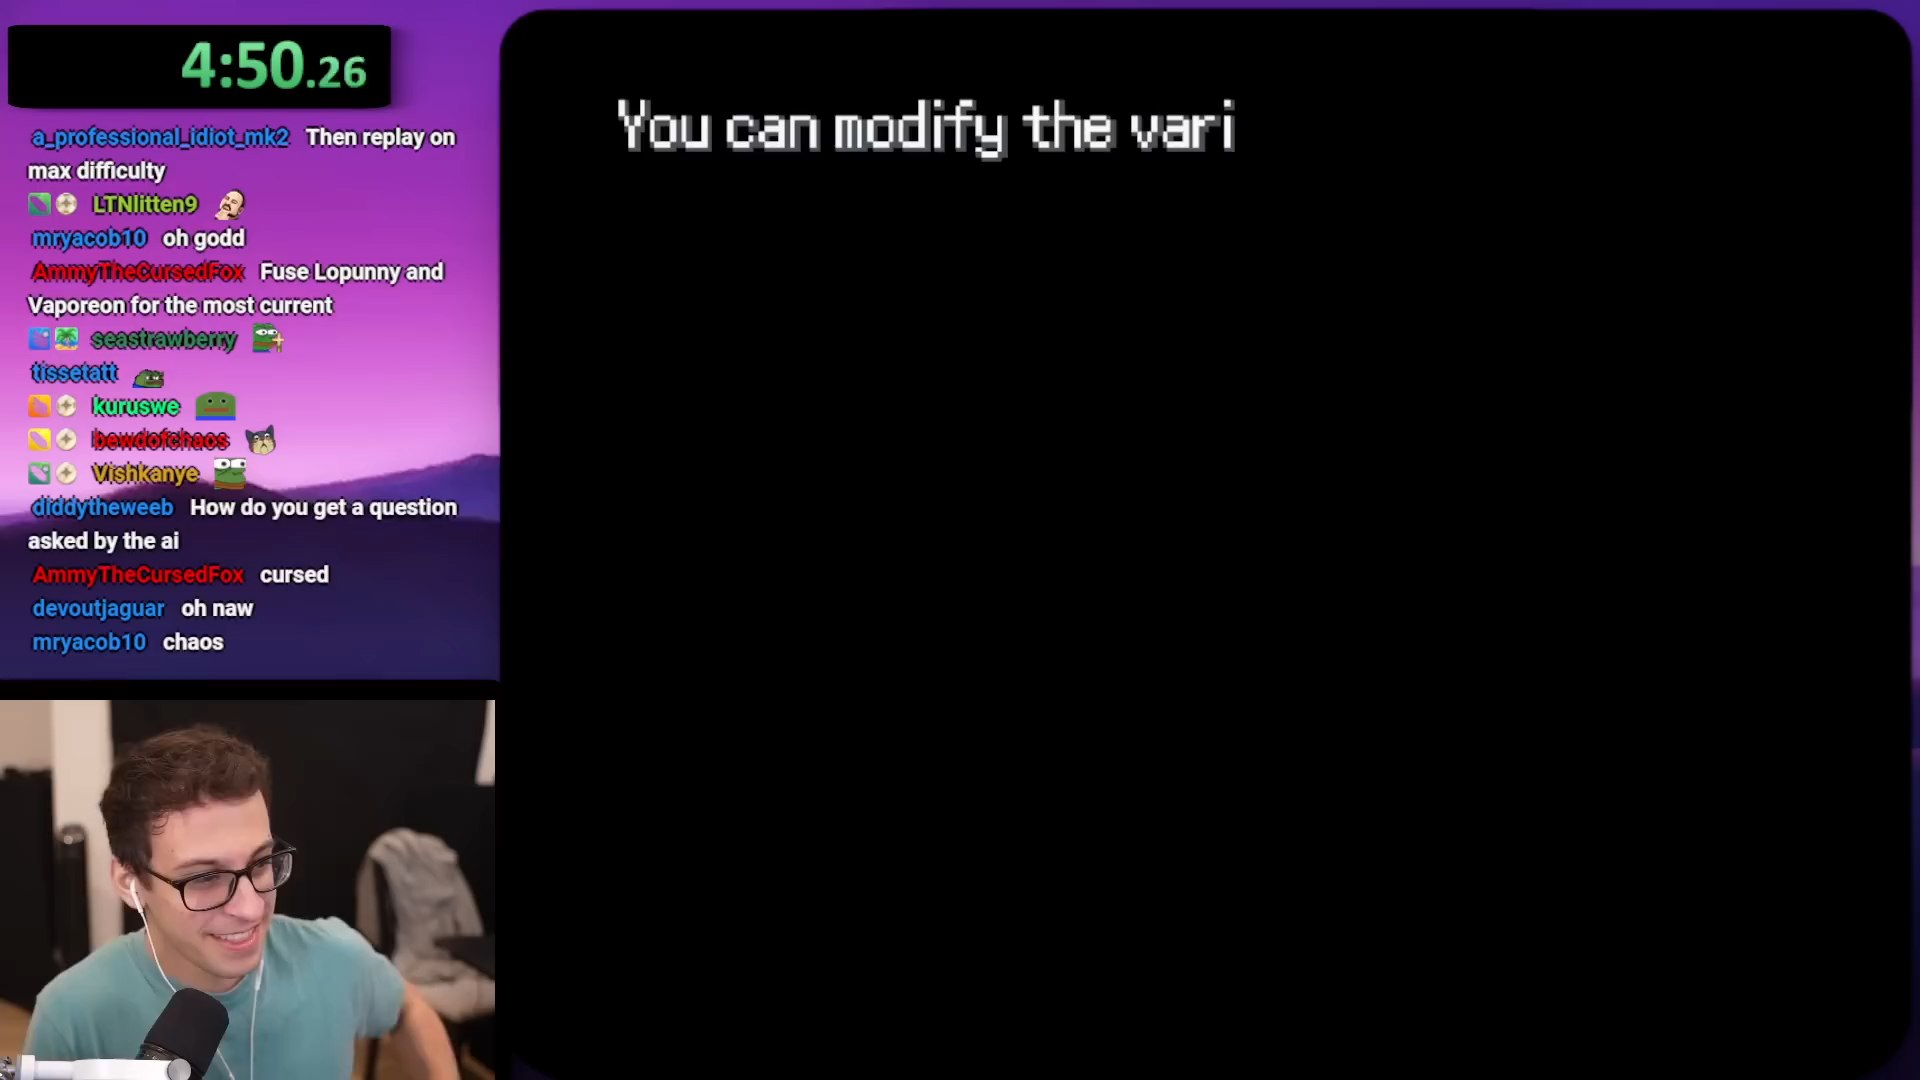 4:50.26
a_professional_idiot_mk2 Then replay on
max difficulty
LTNlitten9
mryacob10 oh godd
AmmyTheCursedFox Fuse Lopunny and
Vaporeon for the most current
seastrawberry
tissetatt
kuruswe
bewdofchaos
Vishkanye
diddytheweeb How do you get a question
asked by the ai
AmmyTheCursedFox cursed
devoutjaguar oh naw
mryacob10 chaos
You can modify the vari